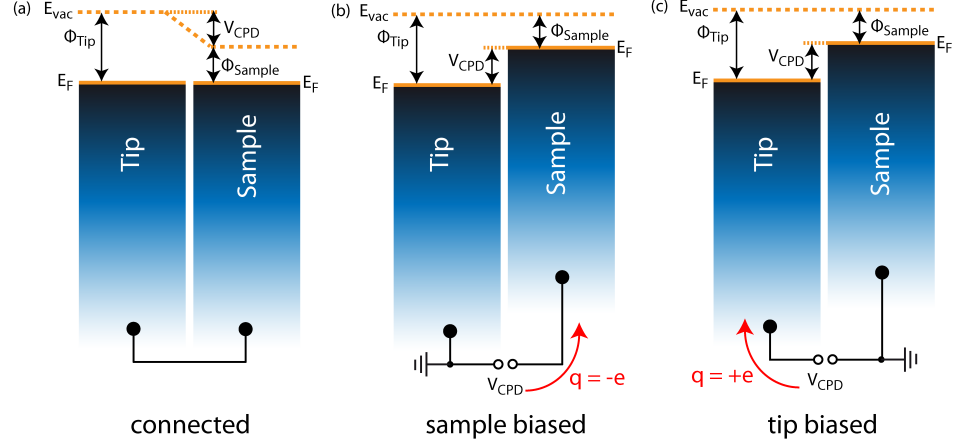 (a)
E_vac
Φ_Tip
V_CPD
Φ_Sample
E_F
E_F
Tip
Sample
connected
(b)
E_vac
Φ_Tip
Φ_Sample
V_CPD
E_F
E_F
Tip
Sample
V_CPD
q = -e
sample biased
(c)
E_vac
Φ_Tip
Φ_Sample
V_CPD
E_F
E_F
Tip
Sample
q = +e
V_CPD
tip biased